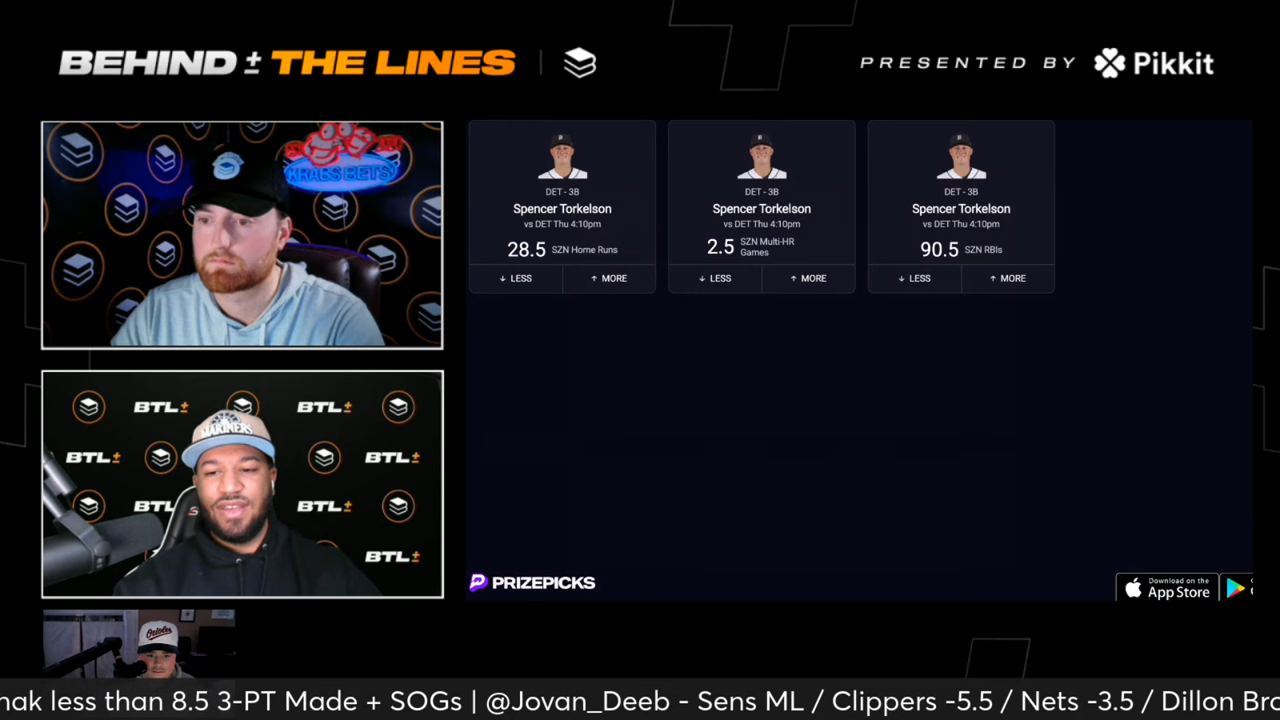 BEHIND ± THE LINES
PRESENTED BY Pikkit
KRABS BETS
DET - 3B
Spencer Torkelson
vs DET Thu 4:10pm
28.5 SZN Home Runs
↓ LESS ↑ MORE
DET - 3B
Spencer Torkelson
vs DET Thu 4:10pm
2.5 SZN Multi-HR
Games
↓ LESS ↑ MORE
DET - 3B
Spencer Torkelson
vs DET Thu 4:10pm
90.5 SZN RBIs
↓ LESS ↑ MORE
BTL± BTL±
MARINERS
BTL± BTL±
BTL BTL±
BTL±
PRIZEPICKS
Download on the
App Store
Orioles
nak less than 8.5 3-PT Made + SOGs | @Jovan_Deeb - Sens ML / Clippers -5.5 / Nets -3.5 / Dillon Bro